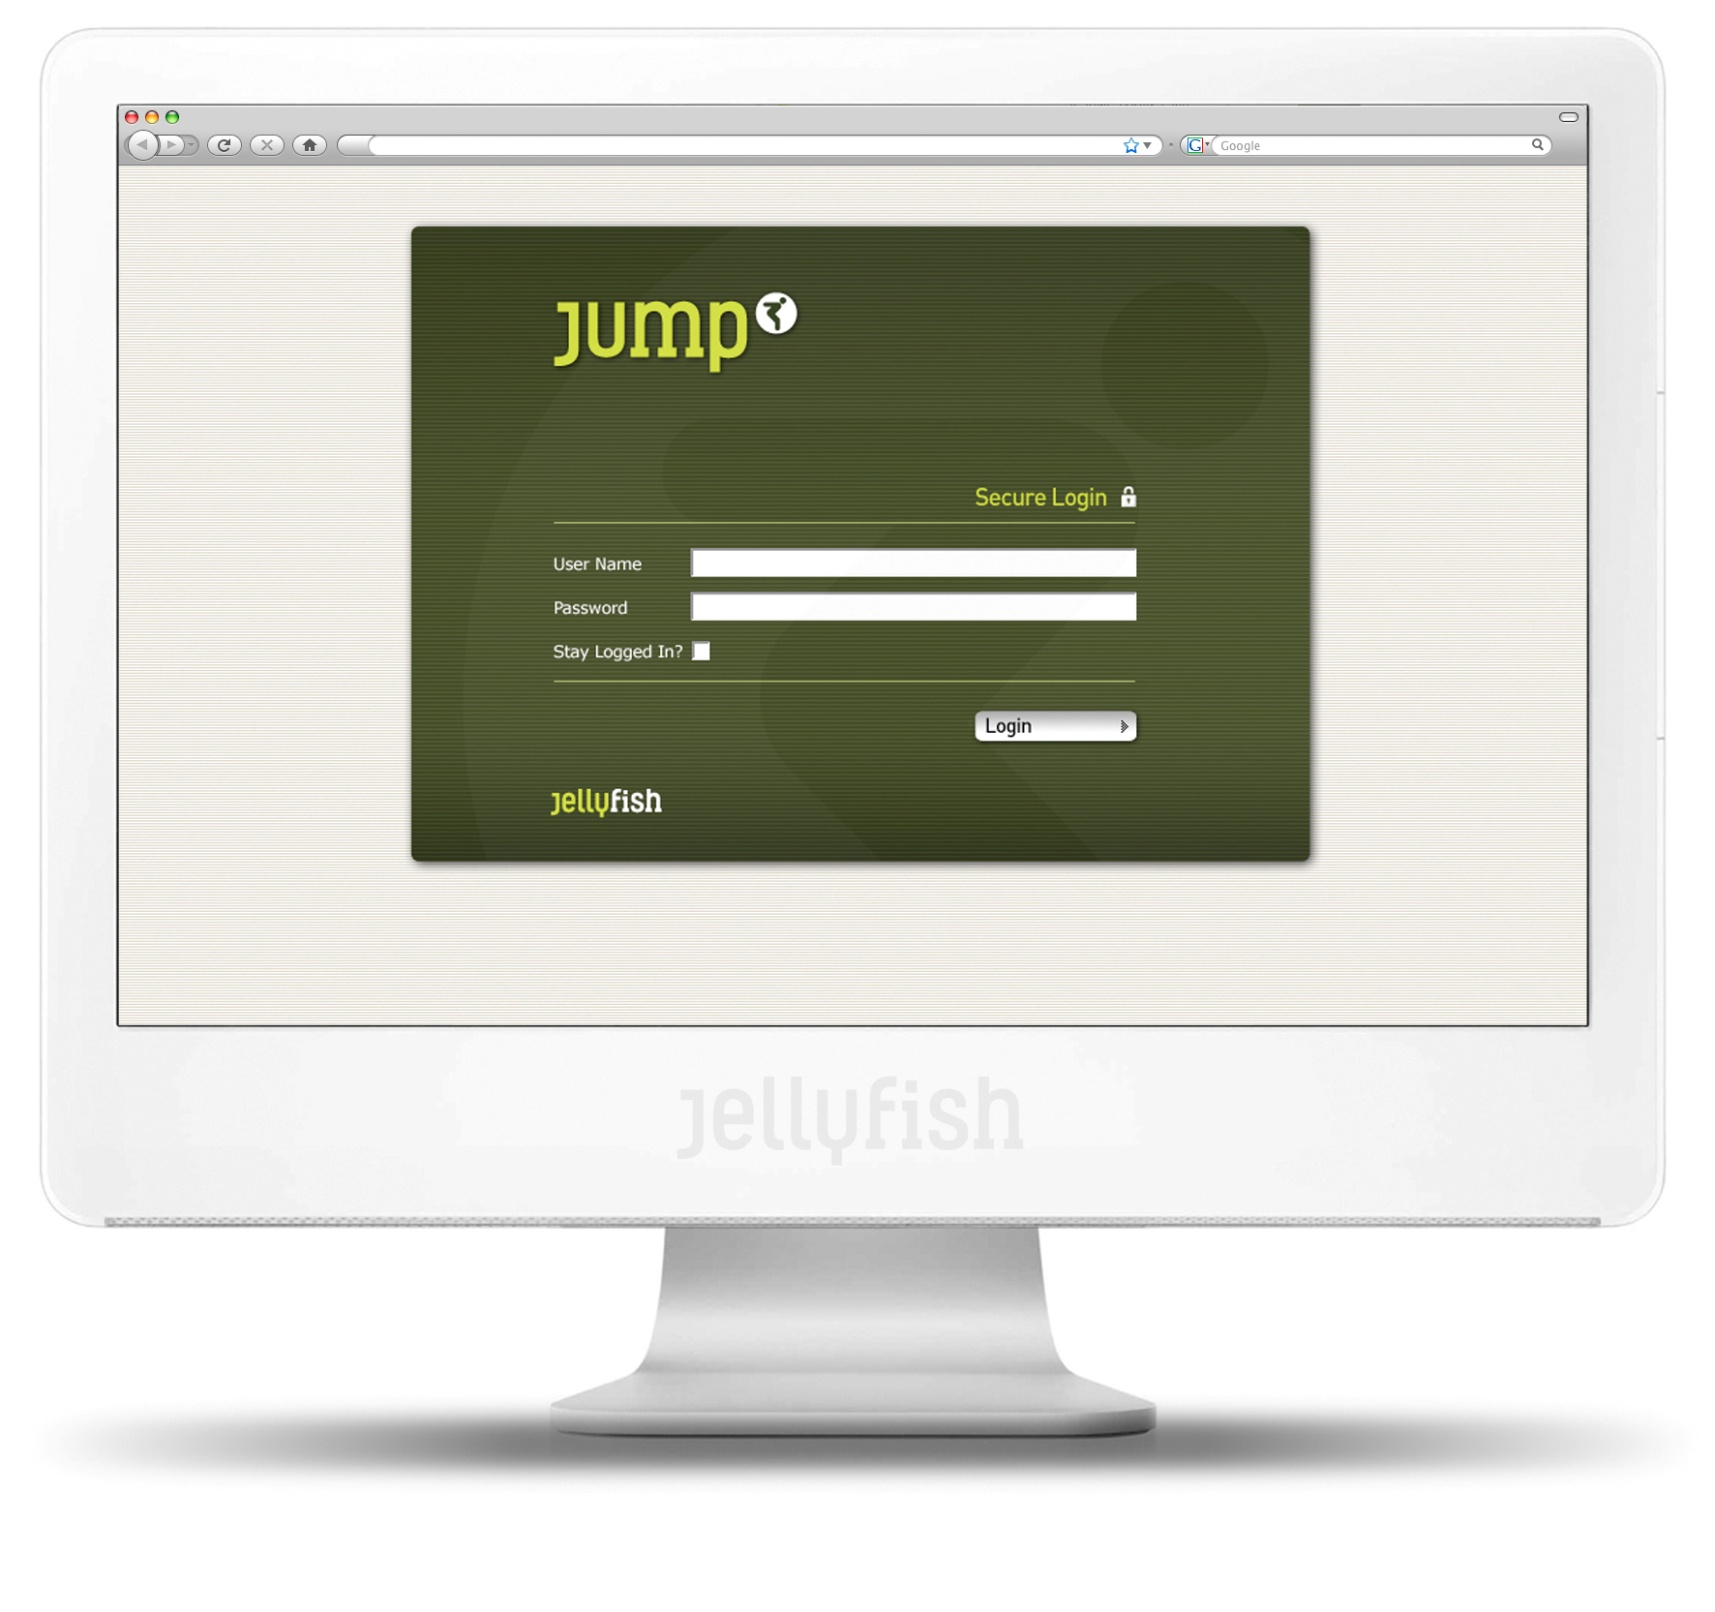 Google
jump
Secure Login
User Name
Password
Stay Logged In?
Login
jellyfish
jellyfish